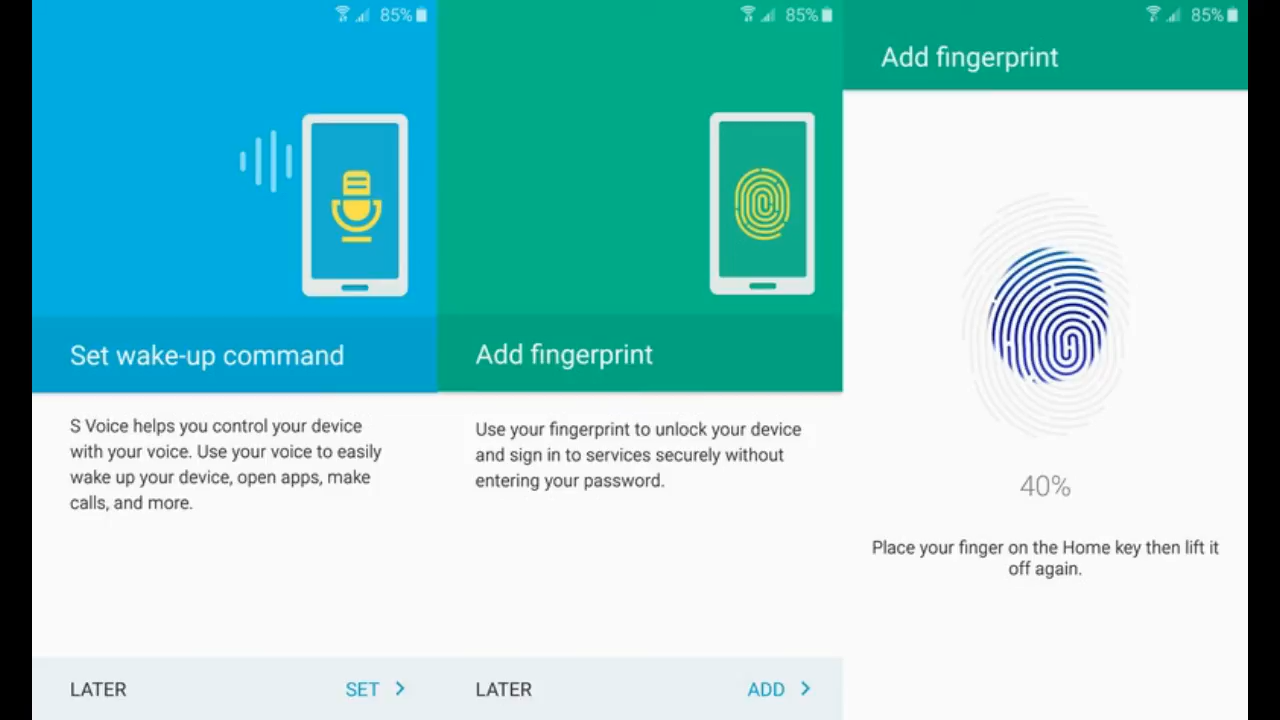 85%
Set wake-up command
S Voice helps you control your device
with your voice. Use your voice to easily
wake up your device, open apps, make
calls, and more.
LATER
SET
85%
Add fingerprint
Use your fingerprint to unlock your device
and sign in to services securely without
entering your password.
LATER
ADD
85%
Add fingerprint
40%
Place your finger on the Home key then lift it
off again.